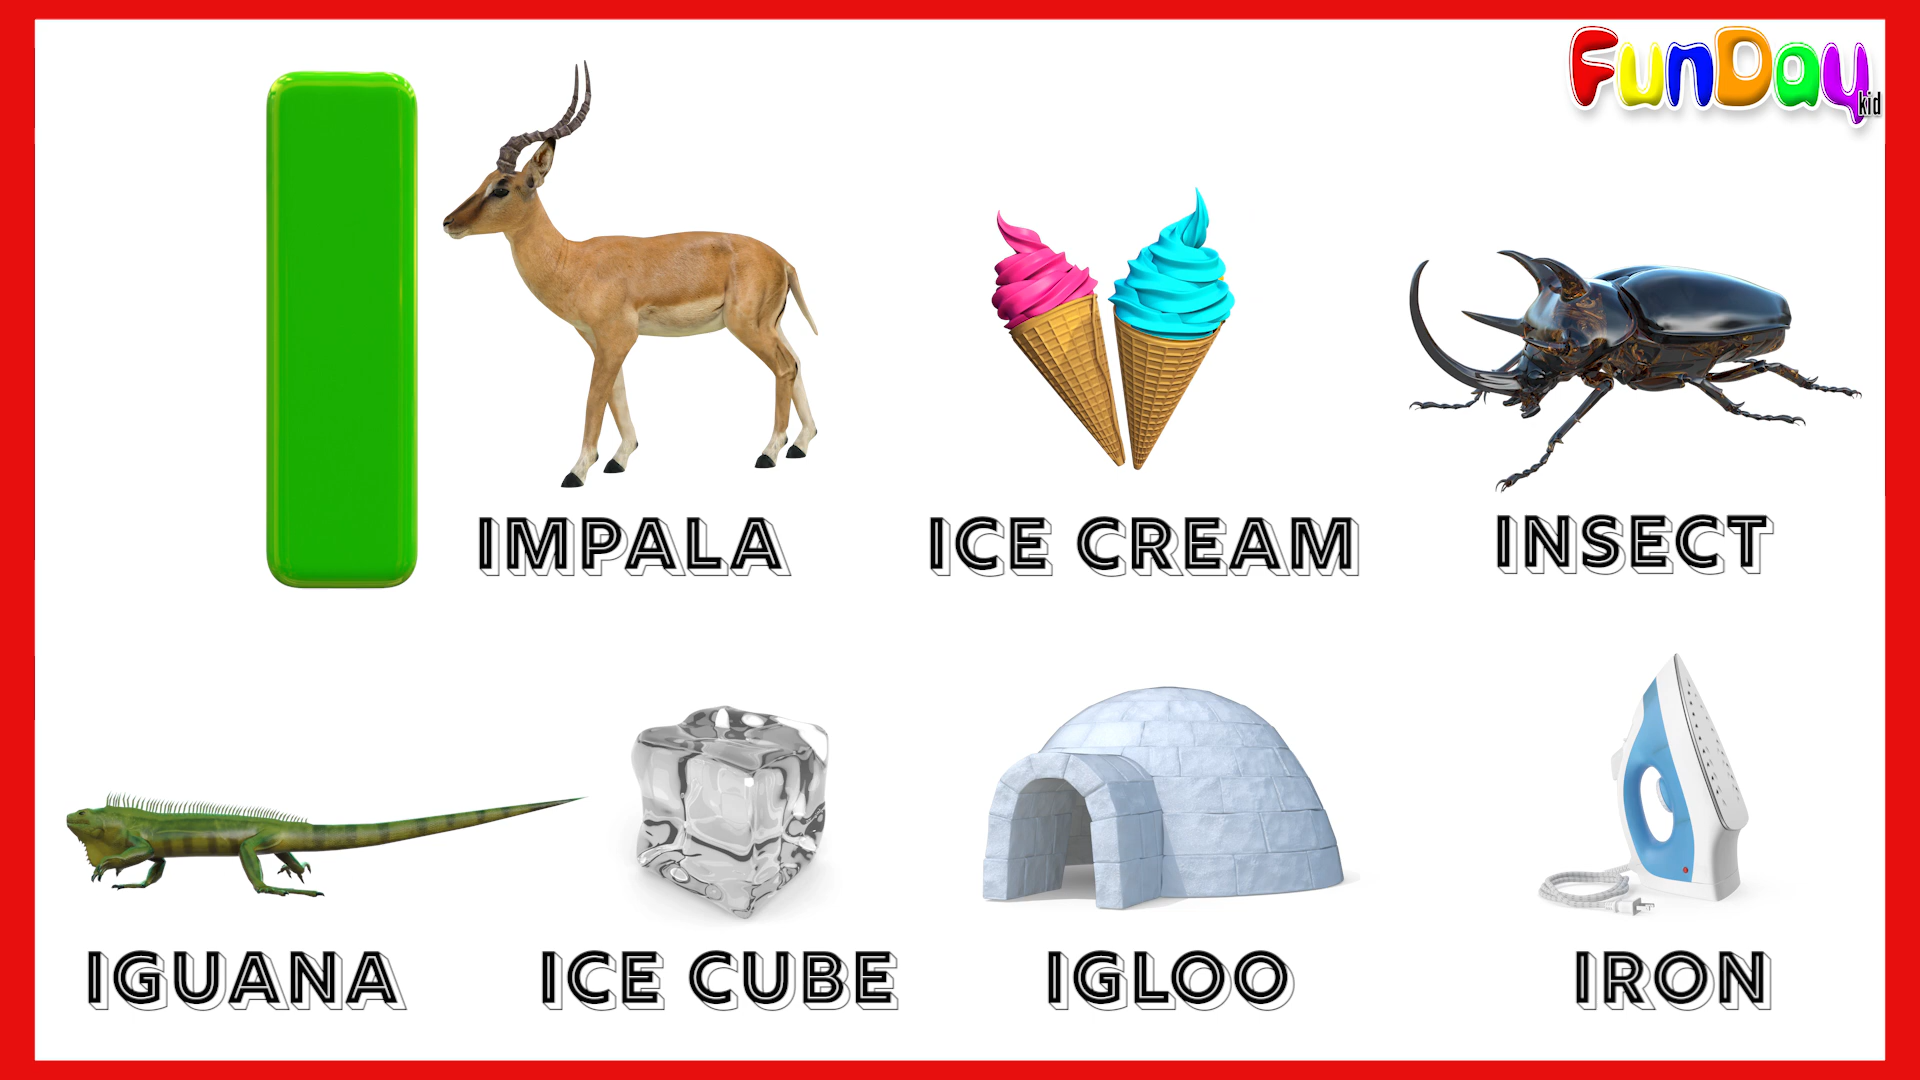 FunDay
kid
I
IMPALA
ICE CREAM
INSECT
IGUANA
ICE CUBE
IGLOO
IRON